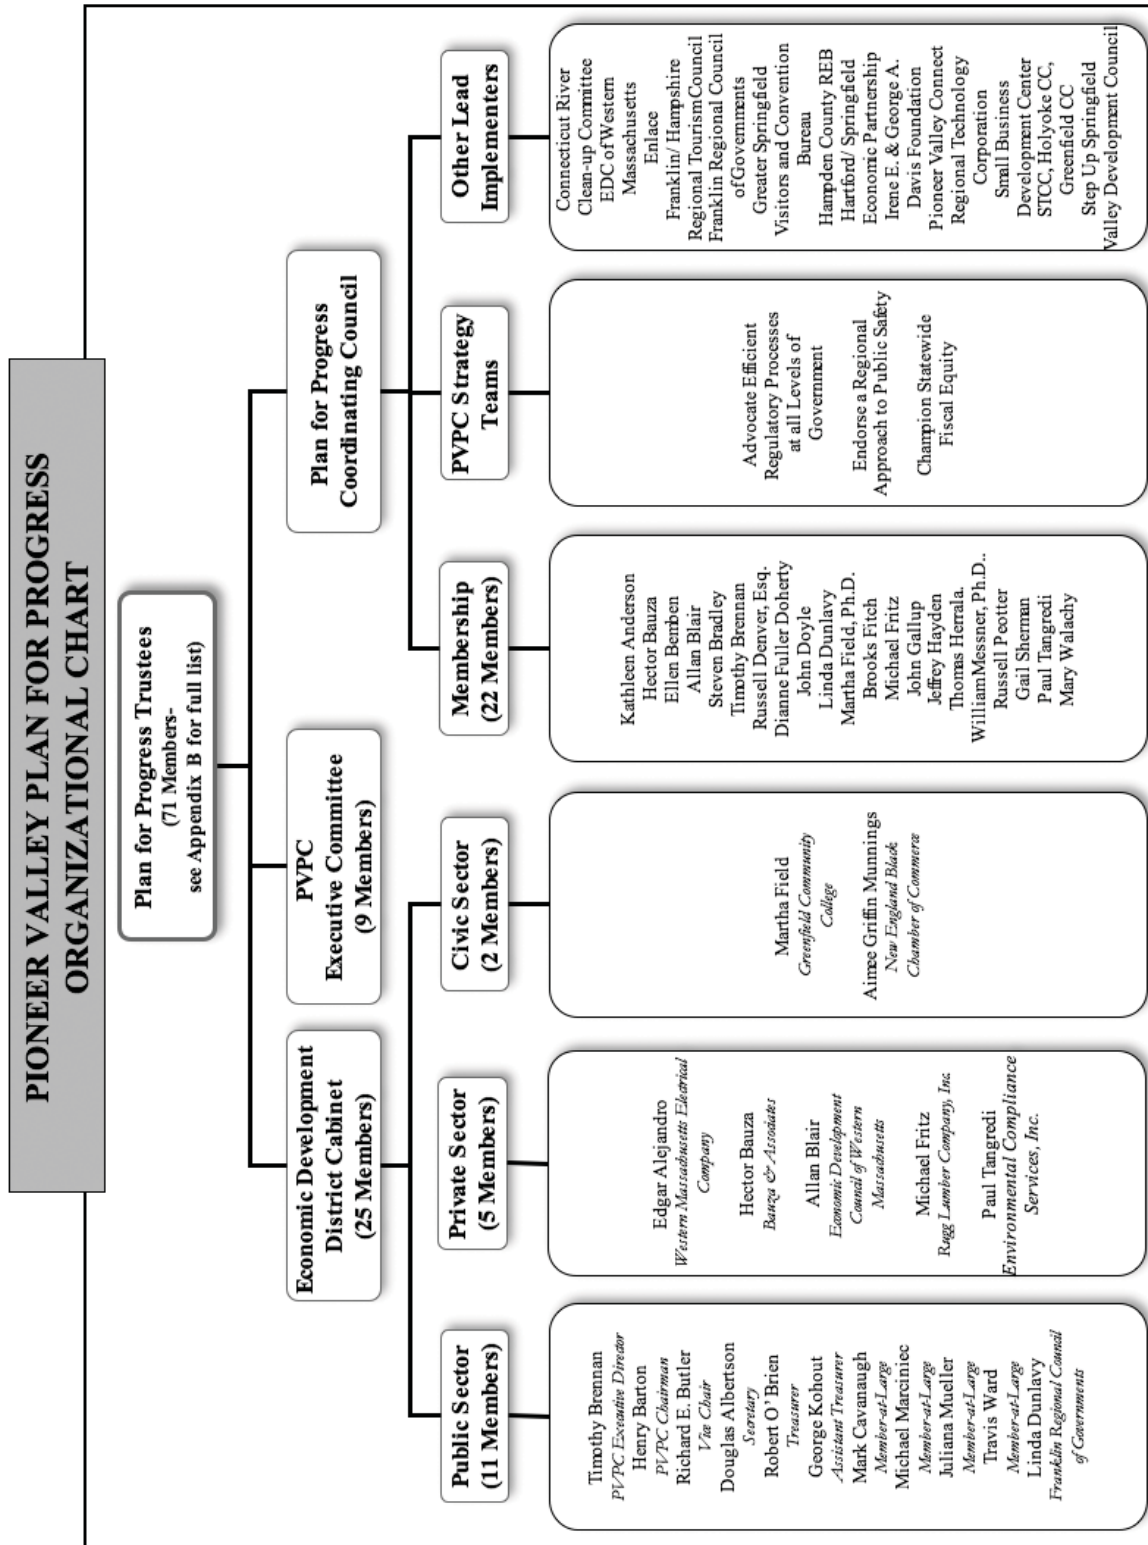 PIONEER VALLEY PLAN FOR PROGRESS
ORGANIZATIONAL CHART
Plan for Progress Trustees
(71 Members-
see Appendix B for full list)
Economic Development
District Cabinet
(25 Members)
PVPC
Executive Committee
(9 Members)
Plan for Progress
Coordinating Council
Public Sector
(11 Members)
Private Sector
(5 Members)
Civic Sector
(2 Members)
Membership
(22 Members)
PVPC Strategy
Teams
Other Lead
Implementers
Timothy Brennan
PVPC Executive Director
Henry Barton
PVPC Chairman
Richard E. Butler
Vice Chair
Douglas Albertson
Secretary
Robert O'Brien
Treasurer
George Kohout
Assistant Treasurer
Mark Cavanaugh
Member-at-Large
Michael Marciniec
Member-at-Large
Juliana Mueller
Member-at-Large
Travis Ward
Member-at-Large
Linda Dunlavy
Franklin Regional Council
of Governments
Edgar Alejandro
Western Massachusetts Electrical
Company
Hector Bauza
Bauza & Associates
Allan Blair
Economic Development
Council of Western
Massachusetts
Michael Fritz
Rugg Lumber Company, Inc.
Paul Tangredi
Environmental Compliance
Services, Inc.
Martha Field
Greenfield Community
College
Aimee Griffin Munnings
New England Black
Chamber of Commerce
Kathleen Anderson
Hector Bauza
Ellen Bemben
Allan Blair
Steven Bradley
Timothy Brennan
Russell Denver, Esq.
Dianne Fuller Doherty
John Doyle
Linda Dunlavy
Martha Field, Ph.D.
Brooks Fitch
Michael Fritz
John Gallup
Jeffrey Hayden
Thomas Herrala.
William Messner, Ph.D..
Russell Peotter
Gail Sherman
Paul Tangredi
Mary Walachy
Advocate Efficient
Regulatory Processes
at all Levels of
Government
Endorse a Regional
Approach to Public Safety
Champion Statewide
Fiscal Equity
Connecticut River
Clean-up Committee
EDC of Western
Massachusetts
Enlace
Franklin/ Hampshire
Regional Tourism Council
Franklin Regional Council
of Governments
Greater Springfield
Visitors and Convention
Bureau
Hampden County REB
Hartford/ Springfield
Economic Partnership
Irene E. & George A.
Davis Foundation
Pioneer Valley Connect
Regional Technology
Corporation
Small Business
Development Center
STCC, Holyoke CC,
Greenfield CC
Step Up Springfield
Valley Development Council